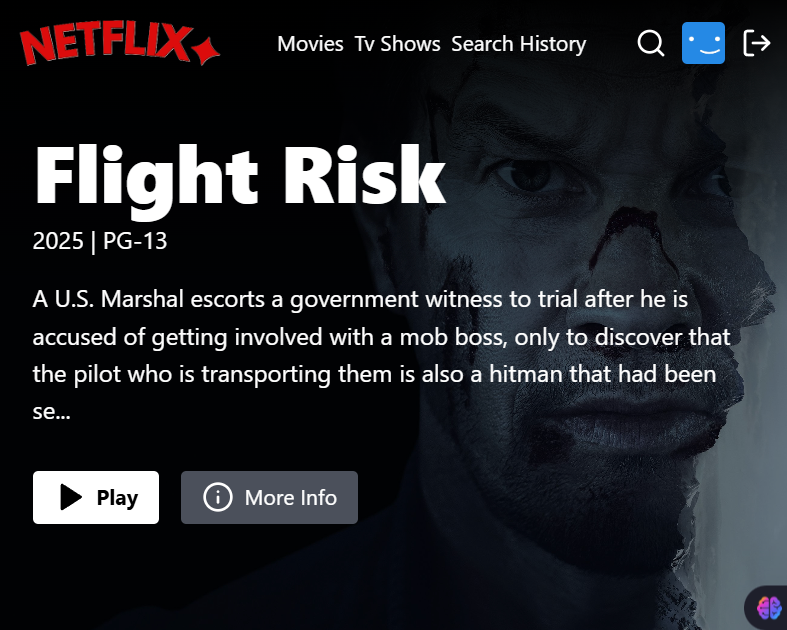 NETFLIX
Movies Tv Shows Search History
Flight Risk
2025 | PG-13
A U.S. Marshal escorts a government witness to trial after he is
accused of getting involved with a mob boss, only to discover that
the pilot who is transporting them is also a hitman that had been
se...
Play
More Info